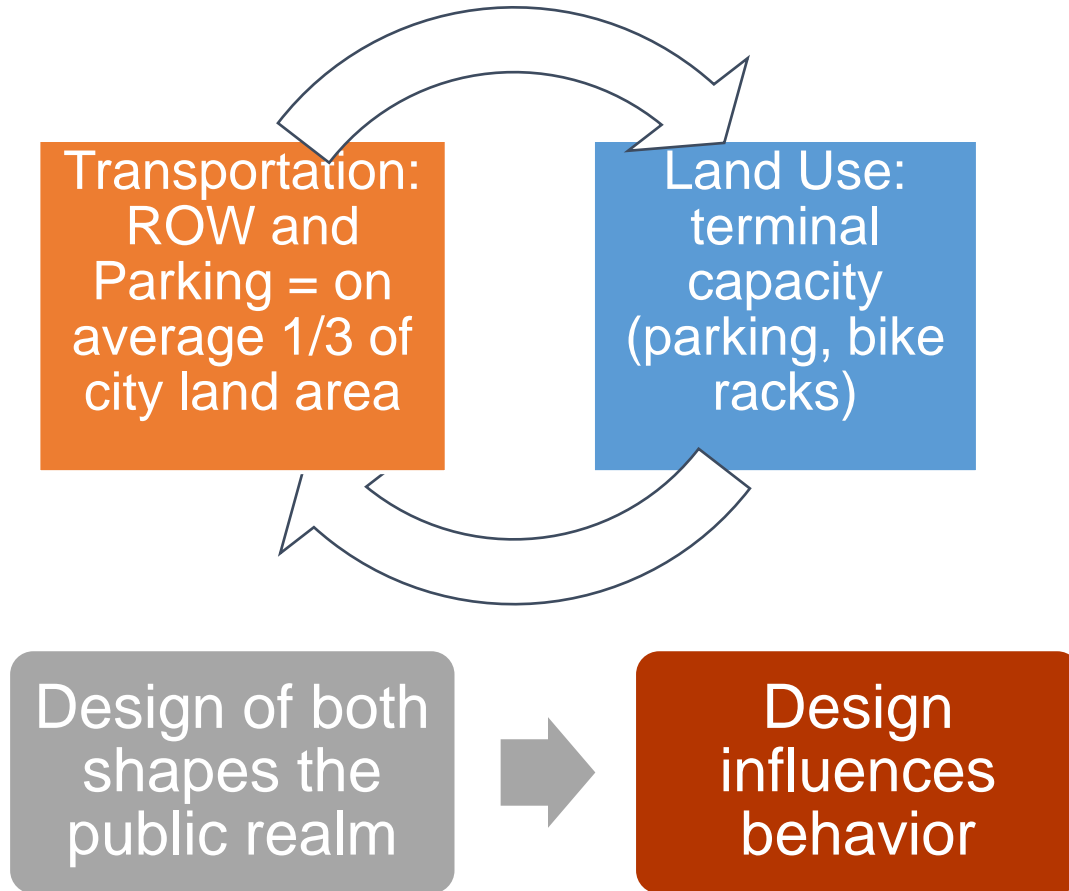 Transportation:
ROW and
Parking = on
average 1/3 of
city land area
Land Use:
terminal
capacity
(parking, bike
racks)
Design of both
shapes the
public realm
Design
influences
behavior